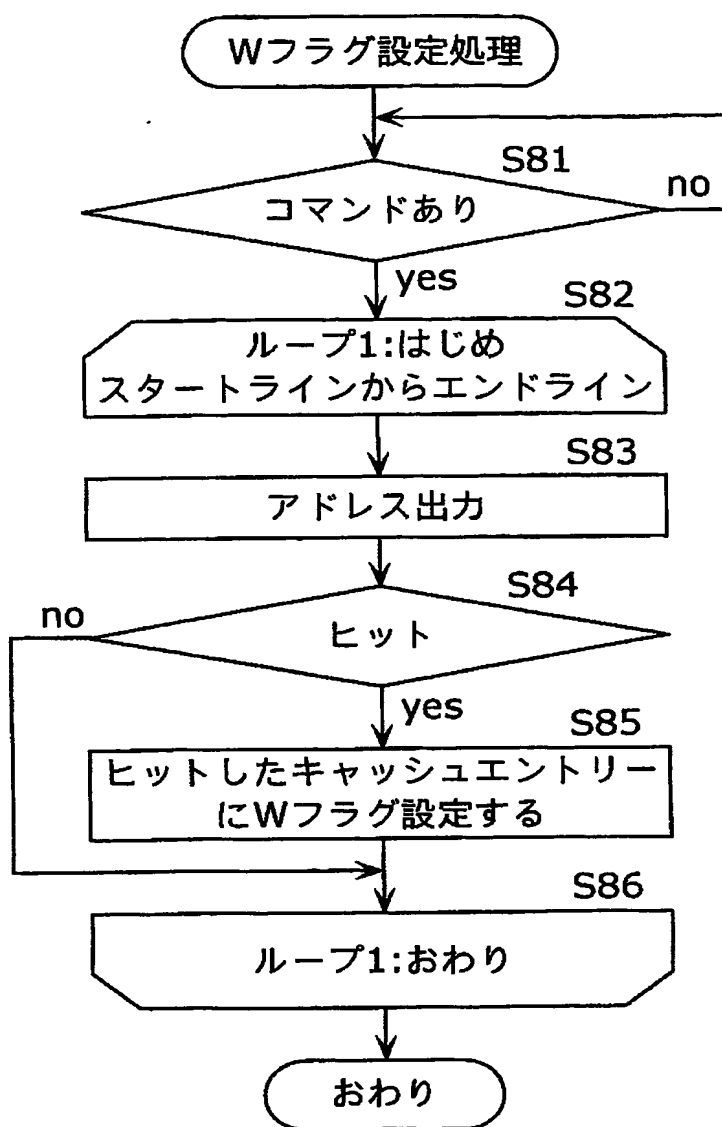 Wフラグ設定処理
S81
コマンドあり
no
yes
S82
ループ1:はじめ
スタートラインからエンドライン
S83
アドレス出力
S84
no
ヒット
yes
S85
ヒットしたキャッシュエントリー
にWフラグ設定する
S86
ループ1:おわり
おわり